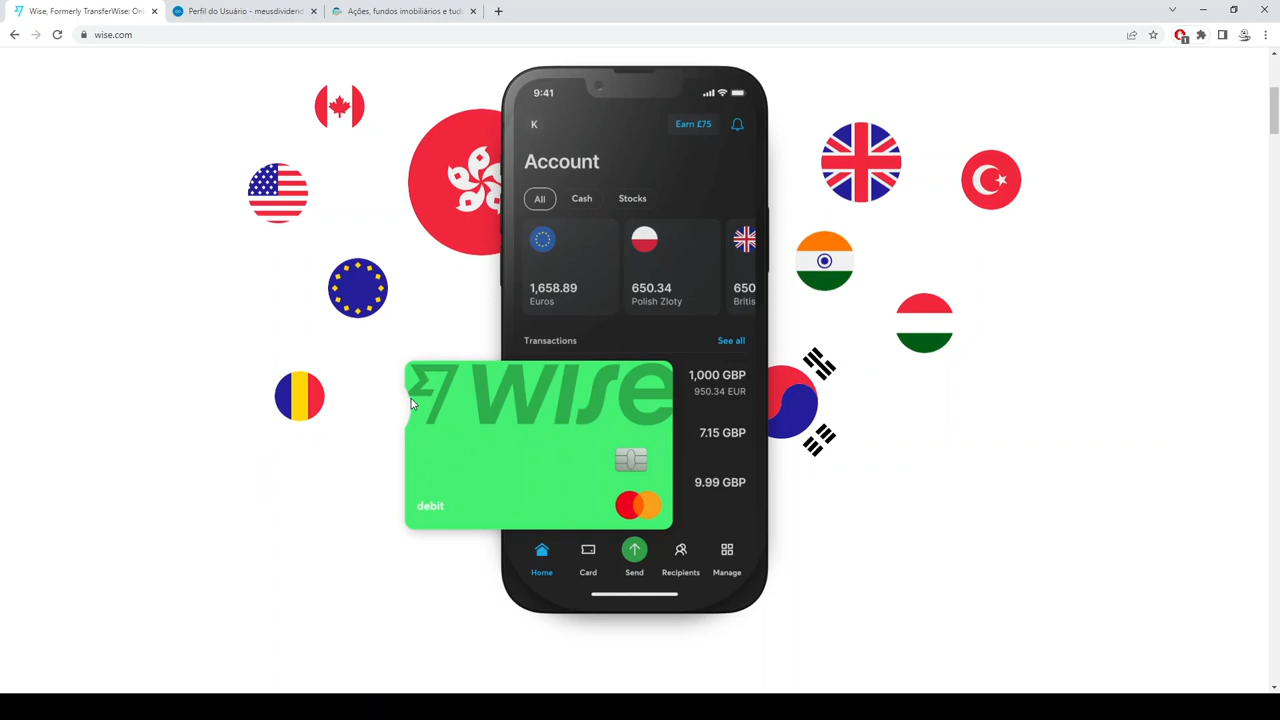 Wise, Formerly TransferWise: Onl
Perfil do Usuário - meusdividend
Ações, fundos imobiliários e tud
wise.com
1
9:41
K
Earn £75
Account
All
Cash
Stocks
1,658.89
Euros
650.34
Polish Zloty
650
Britis
Transactions
See all
1,000 GBP
950.34 EUR
7.15 GBP
9.99 GBP
WISe
debit
Home
Card
Send
Recipients
Manage